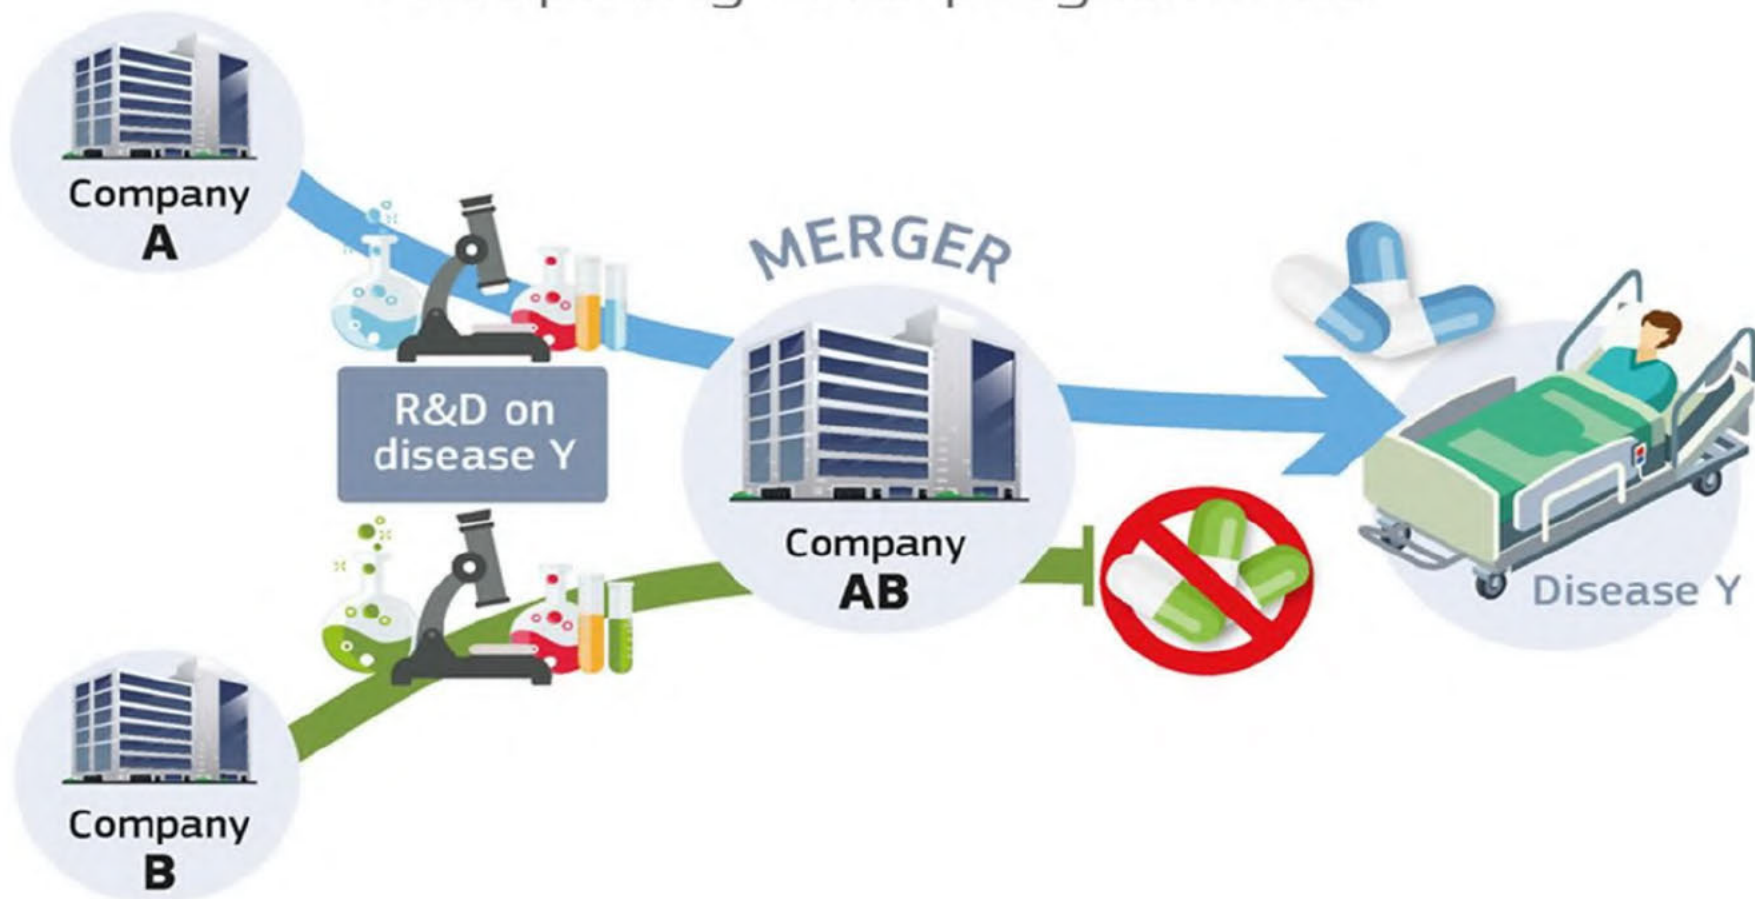 Company
A
MERGER
R&D on
disease Y
Company
AB
Disease Y
Company
B